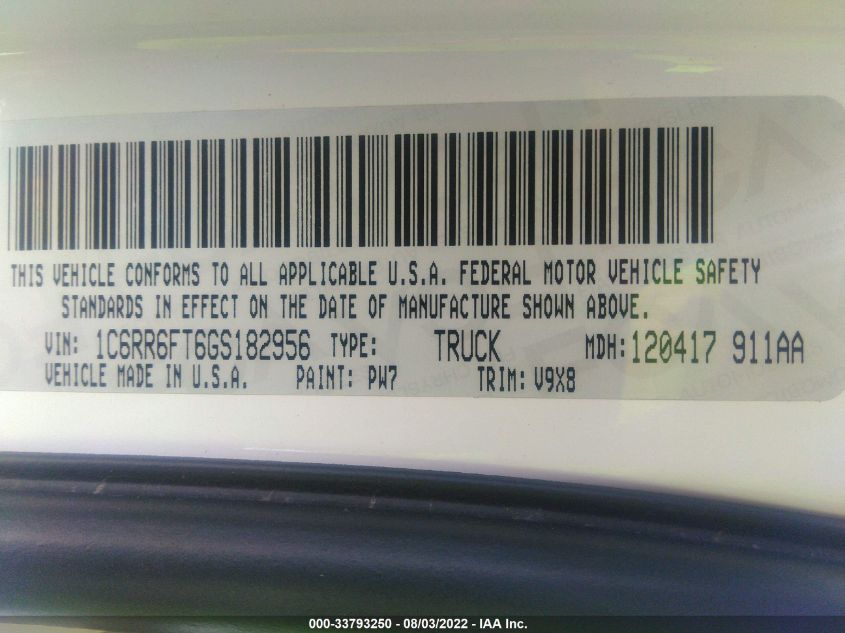 THIS VEHICLE CONFORMS TO ALL APPLICABLE U.S.A. FEDERAL MOTOR VEHICLE SAFETY
STANDARDS IN EFFECT ON THE DATE OF MANUFACTURE SHOWN ABOVE.
VIN: 1C6RR6FT6GS182956 TYPE: TRUCK MDH: 120417 911AA
VEHICLE MADE IN U.S.A. PAINT: PW7 TRIM: V9X8
000-33793250 - 08/03/2022 - IAA Inc.